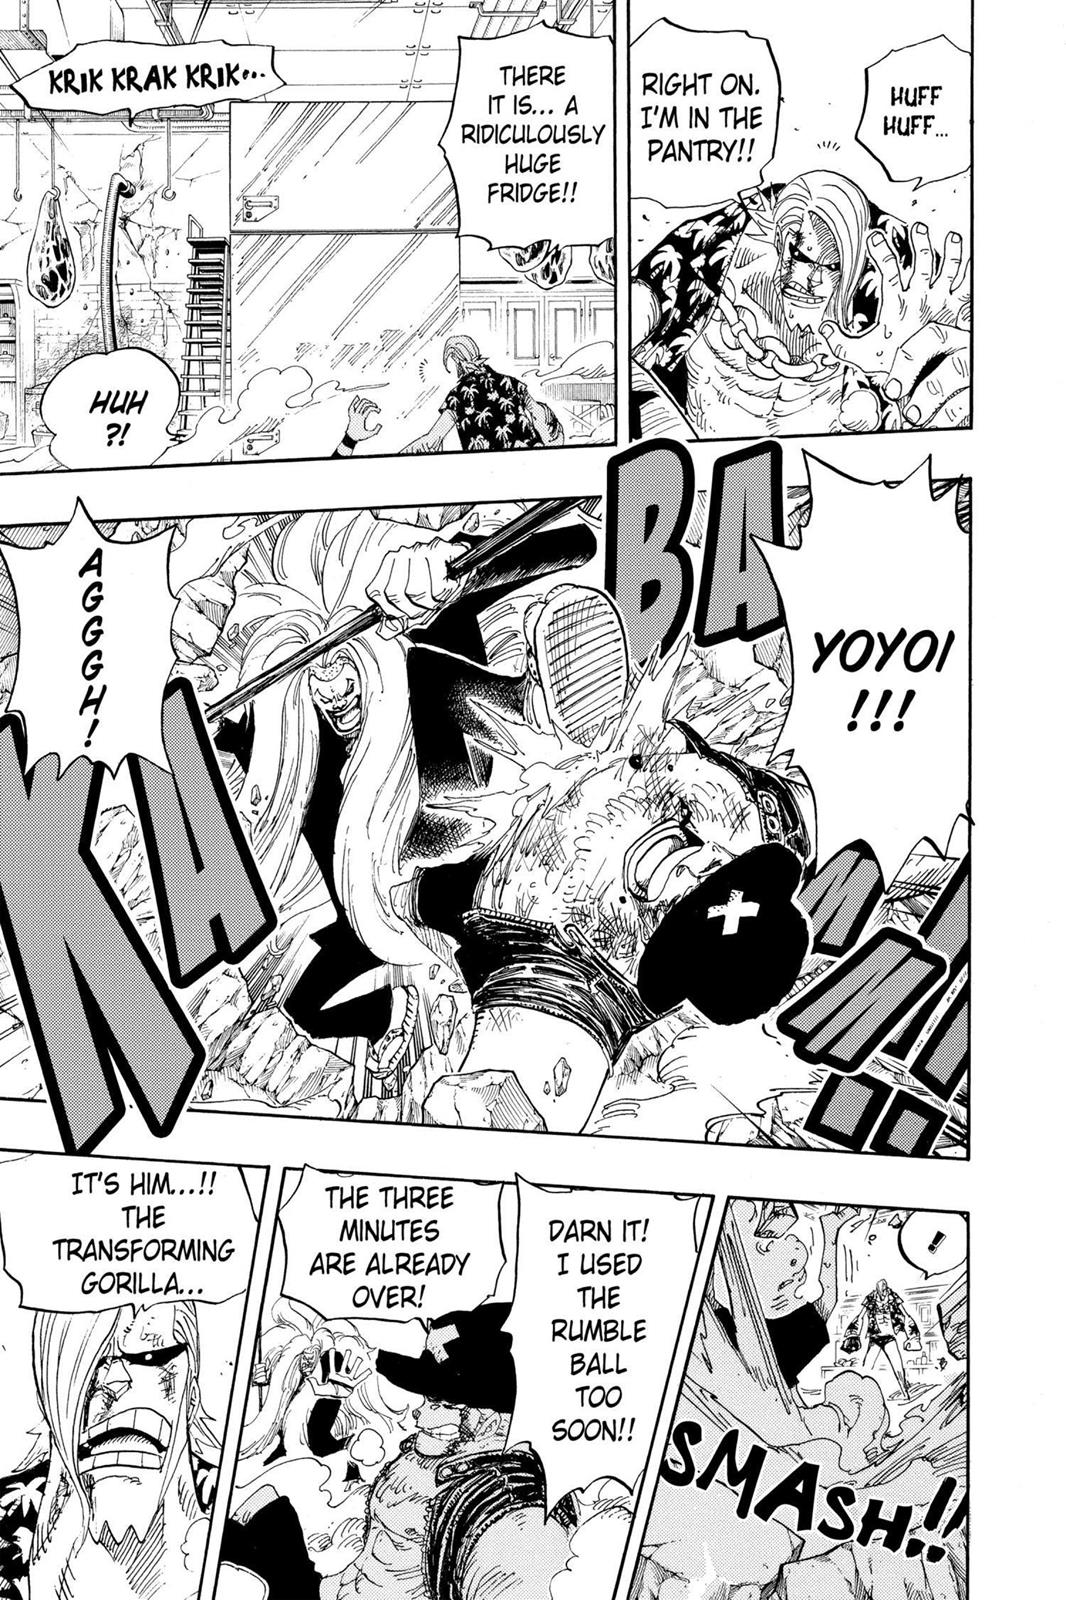 HUFF
HUFF...
RIGHT ON.
I'M IN THE
PANTRY!!
THERE
IT IS... A
RIDICULOUSLY
HUGE
FRIDGE!!
KRIK KRAK KRIK...
HUH
?!
YOYOI
!!!
BAKA
AGGGH!
!
SMASH!!
DARN IT!
I USED
THE
RUMBLE
BALL
TOO
SOON!!
THE THREE
MINUTES
ARE ALREADY
OVER!
IT'S HIM...!!
THE
TRANSFORMING
GORILLA...